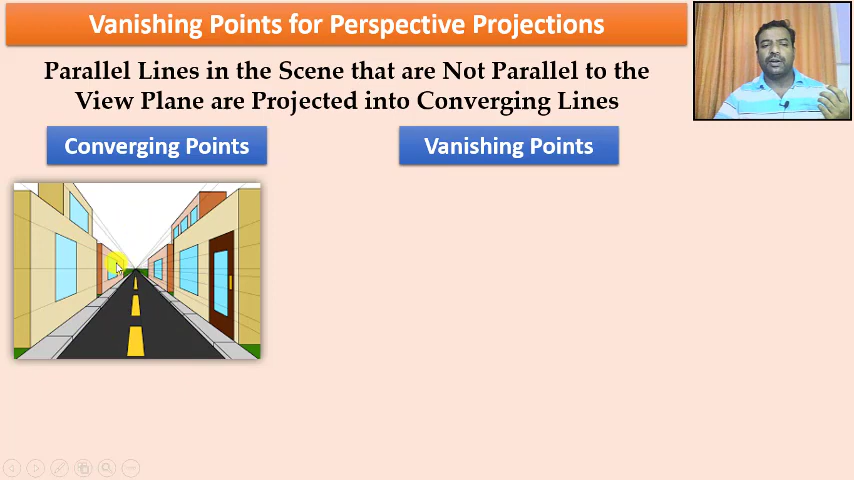 Vanishing Points for Perspective Projections
Parallel Lines in the Scene that are Not Parallel to the
View Plane are Projected into Converging Lines
Converging Points
Vanishing Points